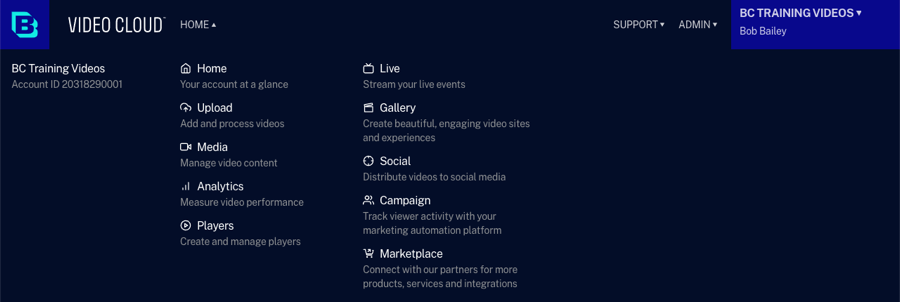 VIDEO CLOUD™
HOME ▴
SUPPORT ▾
ADMIN ▾
BC TRAINING VIDEOS ▾
Bob Bailey
BC Training Videos
Account ID 20318290001
Home
Your account at a glance
Upload
Add and process videos
Media
Manage video content
Analytics
Measure video performance
Players
Create and manage players
Live
Stream your live events
Gallery
Create beautiful, engaging video sites
and experiences
Social
Distribute videos to social media
Campaign
Track viewer activity with your
marketing automation platform
Marketplace
Connect with our partners for more
products, services and integrations